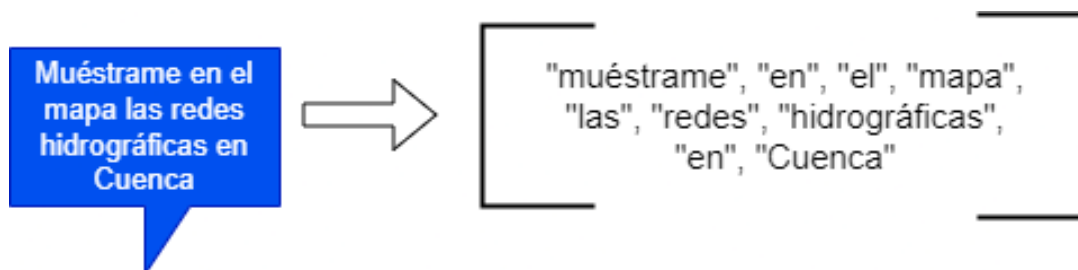 Muéstrame en el
mapa las redes
hidrográficas en
Cuenca
"muéstrame", "en", "el", "mapa",
"las", "redes", "hidrográficas",
"en", "Cuenca"